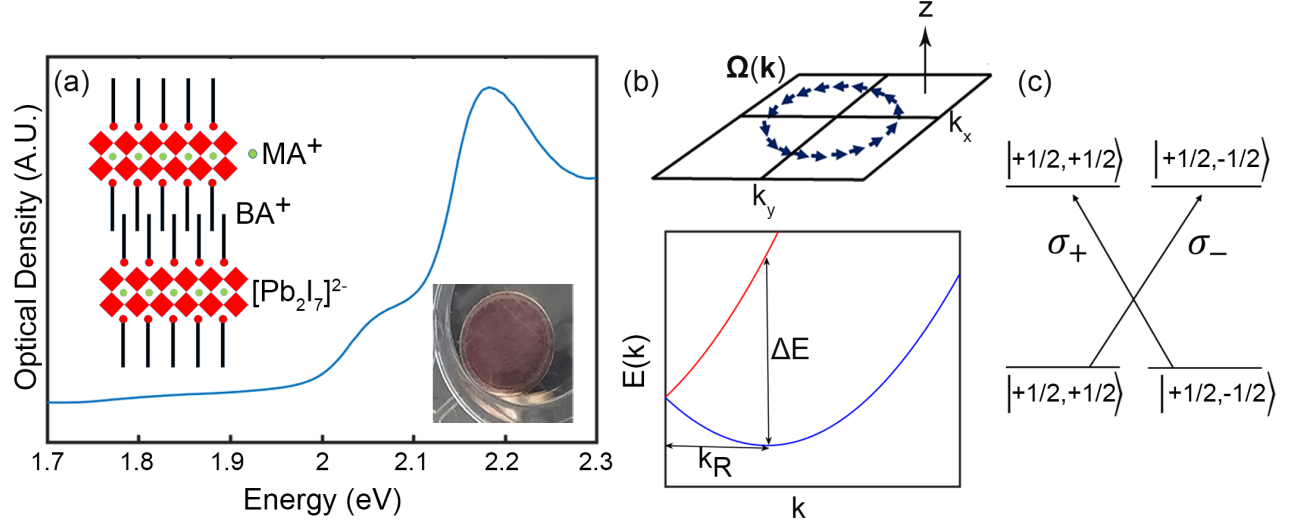 (a)
MA⁺
BA⁺
[Pb₂I₇]²⁻
Optical Density (A.U.)
1.7 1.8 1.9 2 2.1 2.2 2.3
Energy (eV)
(b)
z
Ω(k)
kₓ
k_y
E(k)
ΔE
k_R
k
(c)
|+1/2,+1/2⟩ |+1/2,-1/2⟩
σ₊ σ₋
|+1/2,+1/2⟩ |+1/2,-1/2⟩